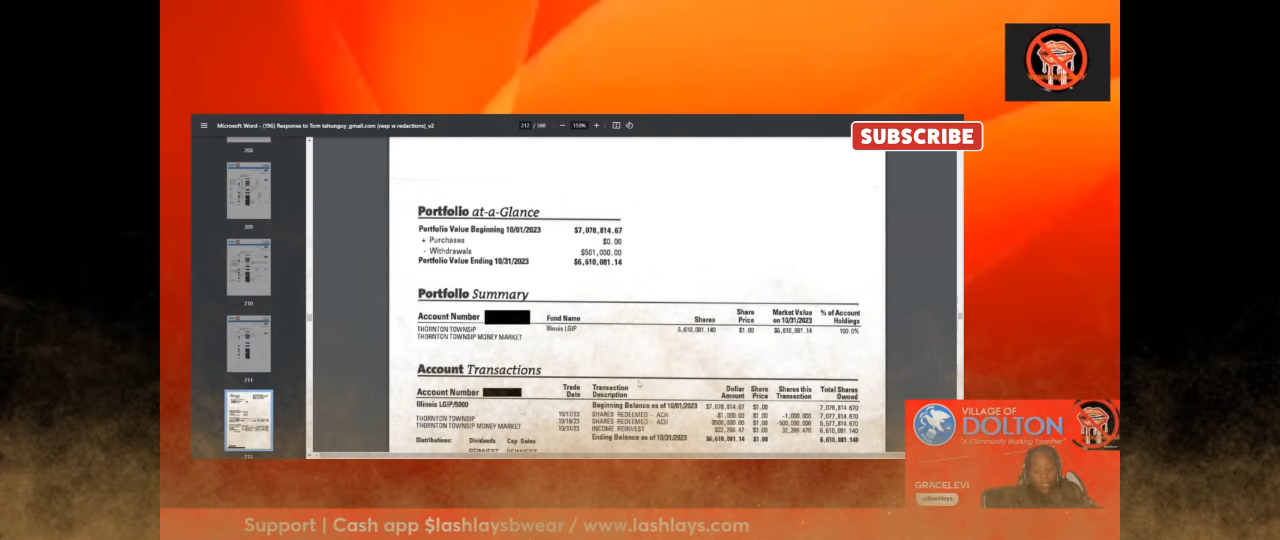 Microsoft Word - (196) Response to Tom tahunguy_gmail.com (resp w redactions)_v2
212 / 568
150%
SUBSCRIBE
208
209
210
211
212
Portfolio at-a-Glance
Portfolio Value Beginning 10/01/2023 $7,078,814.67
+ Purchases $0.00
- Withdrawals $501,000.00
Portfolio Value Ending 10/31/2023 $6,610,081.14
Portfolio Summary
Account Number Fund Name Shares Share Price Market Value on 10/31/2023 % of Account Holdings
THORNTON TOWNSIP Illinois LGIP 6,610,081.140 $1.00 $6,610,081.14 100.0%
THORNTON TOWNSIP MONEY MARKET
Account Transactions
Account Number Trade Date Transaction Description Dollar Amount Share Price Shares this Transaction Total Shares Owned
Illinois LGIP/5000 Beginning Balance as of 10/01/2023 $7,078,814.67 $1.00 7,078,814.670
THORNTON TOWNSIP 10/17/23 SHARES REDEEMED - ACH -$1,000.00 $1.00 -1,000.000 7,077,814.670
THORNTON TOWNSIP MONEY MARKET 10/18/23 SHARES REDEEMED - ACH -$500,000.00 $1.00 -500,000.000 6,577,814.670
10/31/23 INCOME REINVEST $32,266.47 $1.00 32,266.470 6,610,081.140
Distributions: Dividends Cap Gains Ending Balance as of 10/31/2023 $6,610,081.14 $1.00 6,610,081.140
REINVEST REINVEST
VILLAGE OF
DOLTON
"A Community Working Together"
GRACELEVI
@$lashlays
Support | Cash app $lashlaysbwear / www.lashlays.com